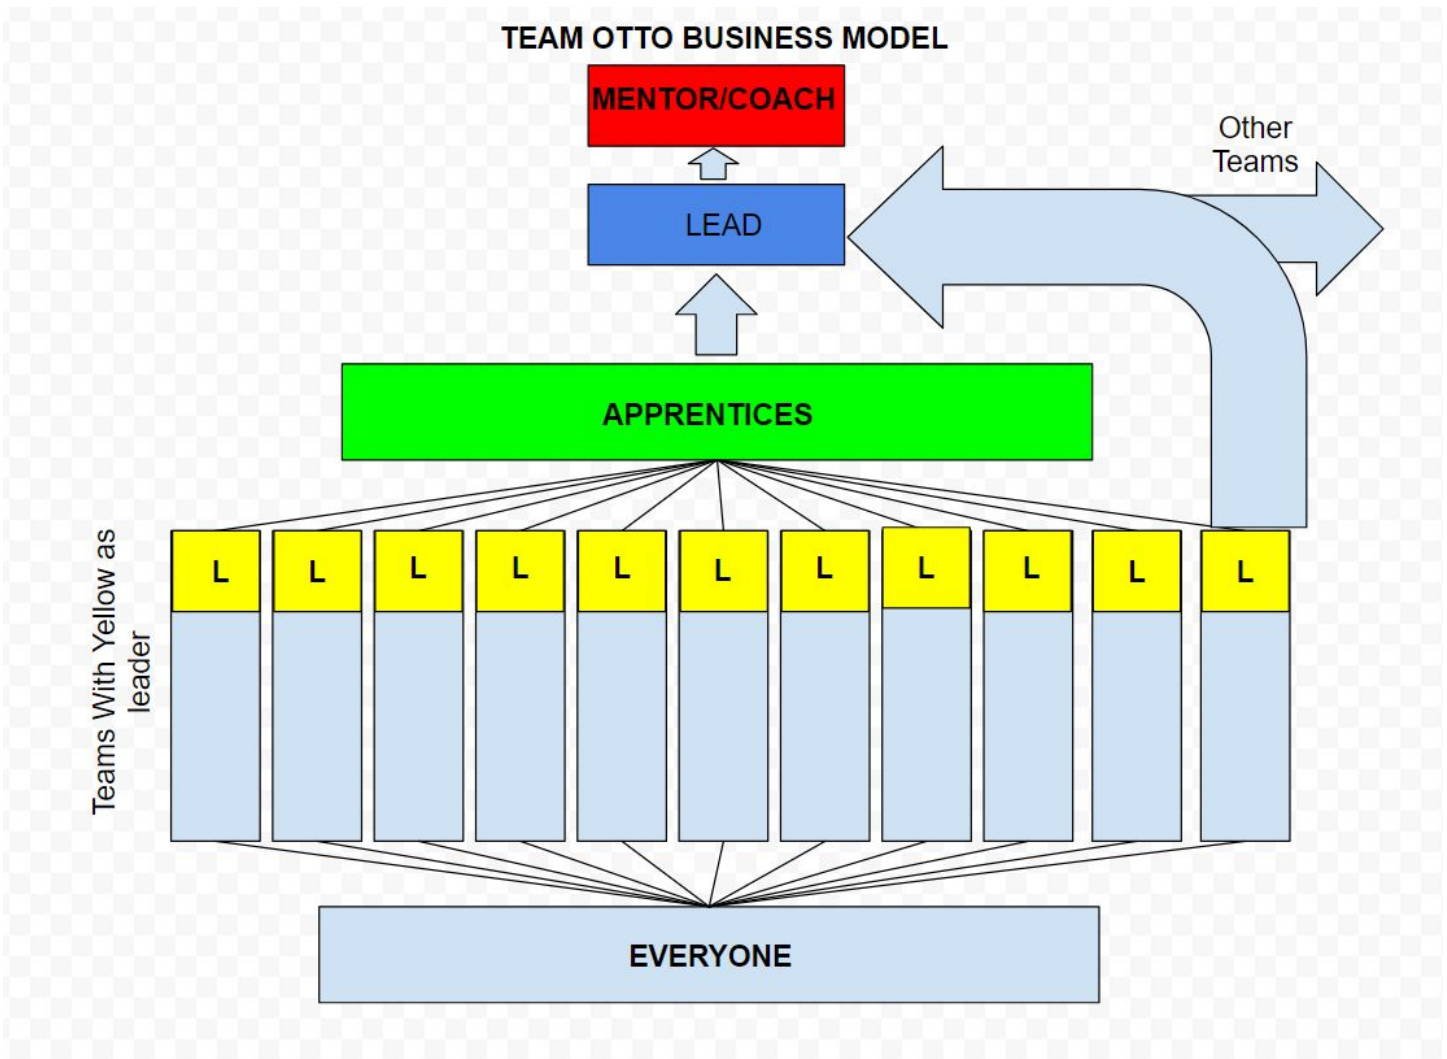 TEAM OTTO BUSINESS MODEL
MENTOR/COACH
Other
Teams
LEAD
APPRENTICES
Teams With Yellow as
leader
L L L L L L L L L L L
EVERYONE